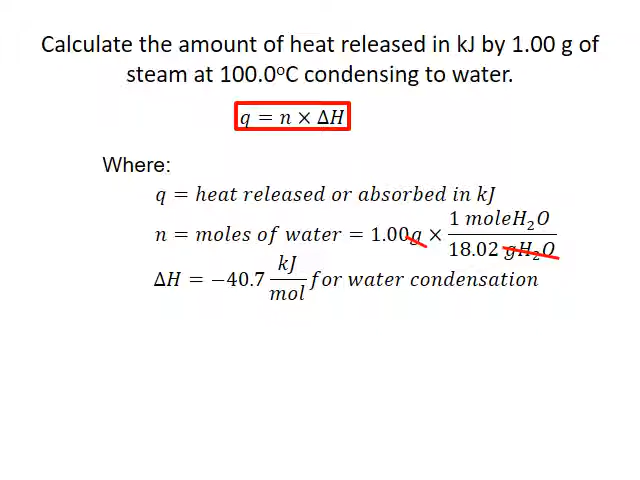 Calculate the amount of heat released in kJ by 1.00 g of
steam at 100.0°C condensing to water.
q = n × ΔH
Where:
q = heat released or absorbed in kJ
n = moles of water = 1.00g × 1 moleH₂O / 18.02 gH₂O
ΔH = −40.7 kJ/mol for water condensation